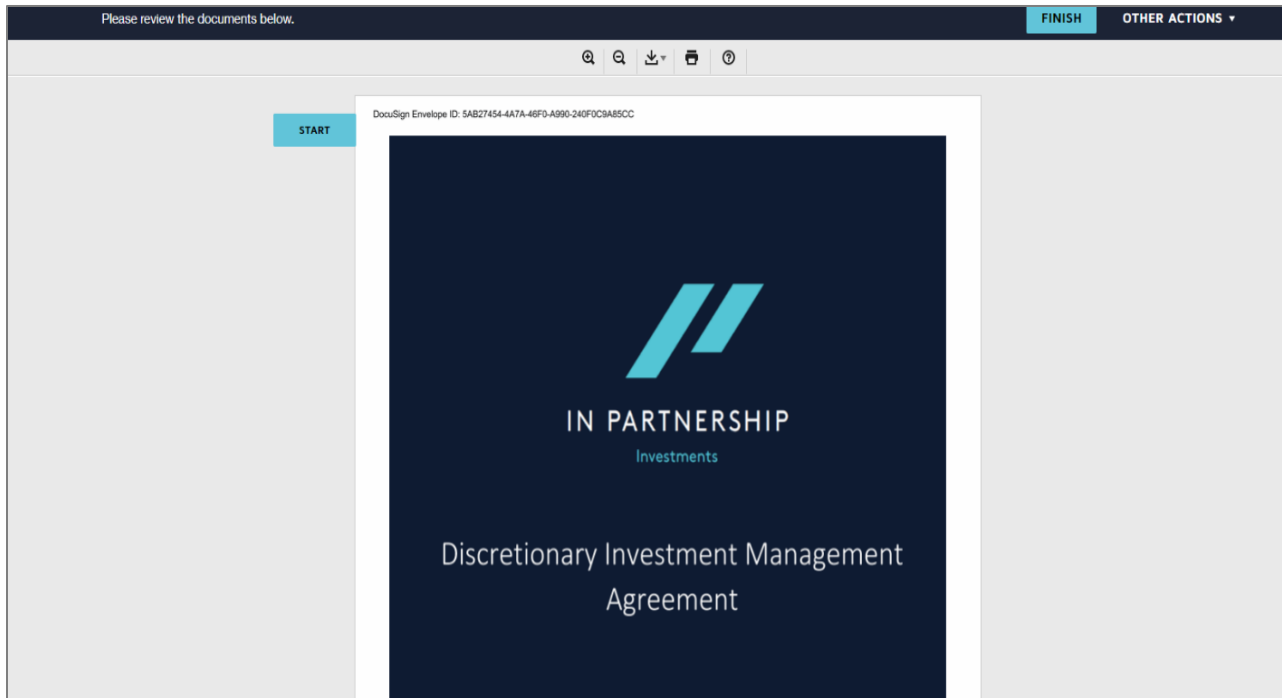 Please review the documents below.
FINISH
OTHER ACTIONS
START
DocuSign Envelope ID: 5AB27454-4A7A-46F0-A990-240F0C9A85CC
IN PARTNERSHIP
Investments
Discretionary Investment Management
Agreement